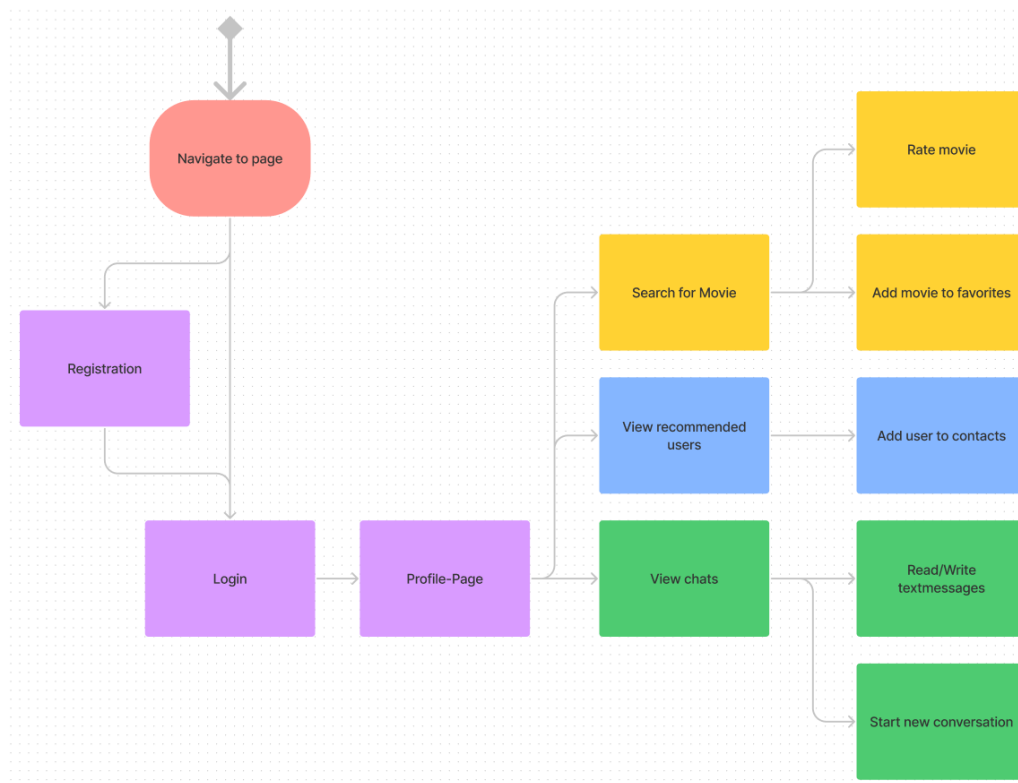 Navigate to page
Rate movie
Search for Movie
Add movie to favorites
Registration
View recommended
users
Add user to contacts
Login
Profile-Page
View chats
Read/Write
textmessages
Start new conversation